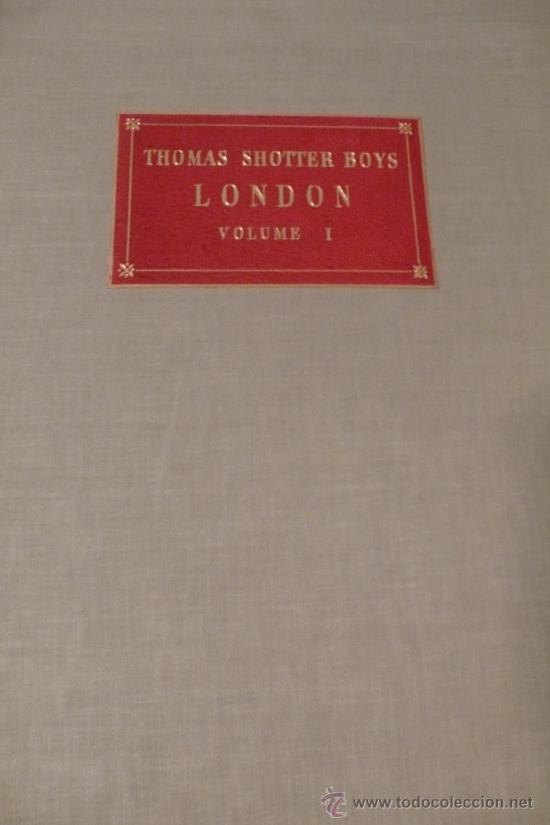 THOMAS SHOTTER BOYS
LONDON
VOLUME I
www.todocoleccion.net